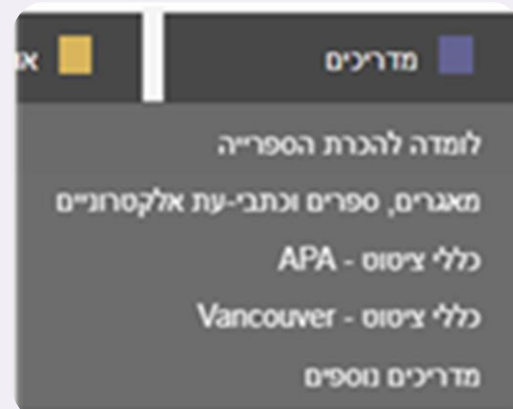 מדריכים
לומדה להכרת הספרייה
מאגרים, ספרים וכתבי-עת אלקטרוניים
כללי ציטוט - APA
כללי ציטוט - Vancouver
מדריכים נוספים